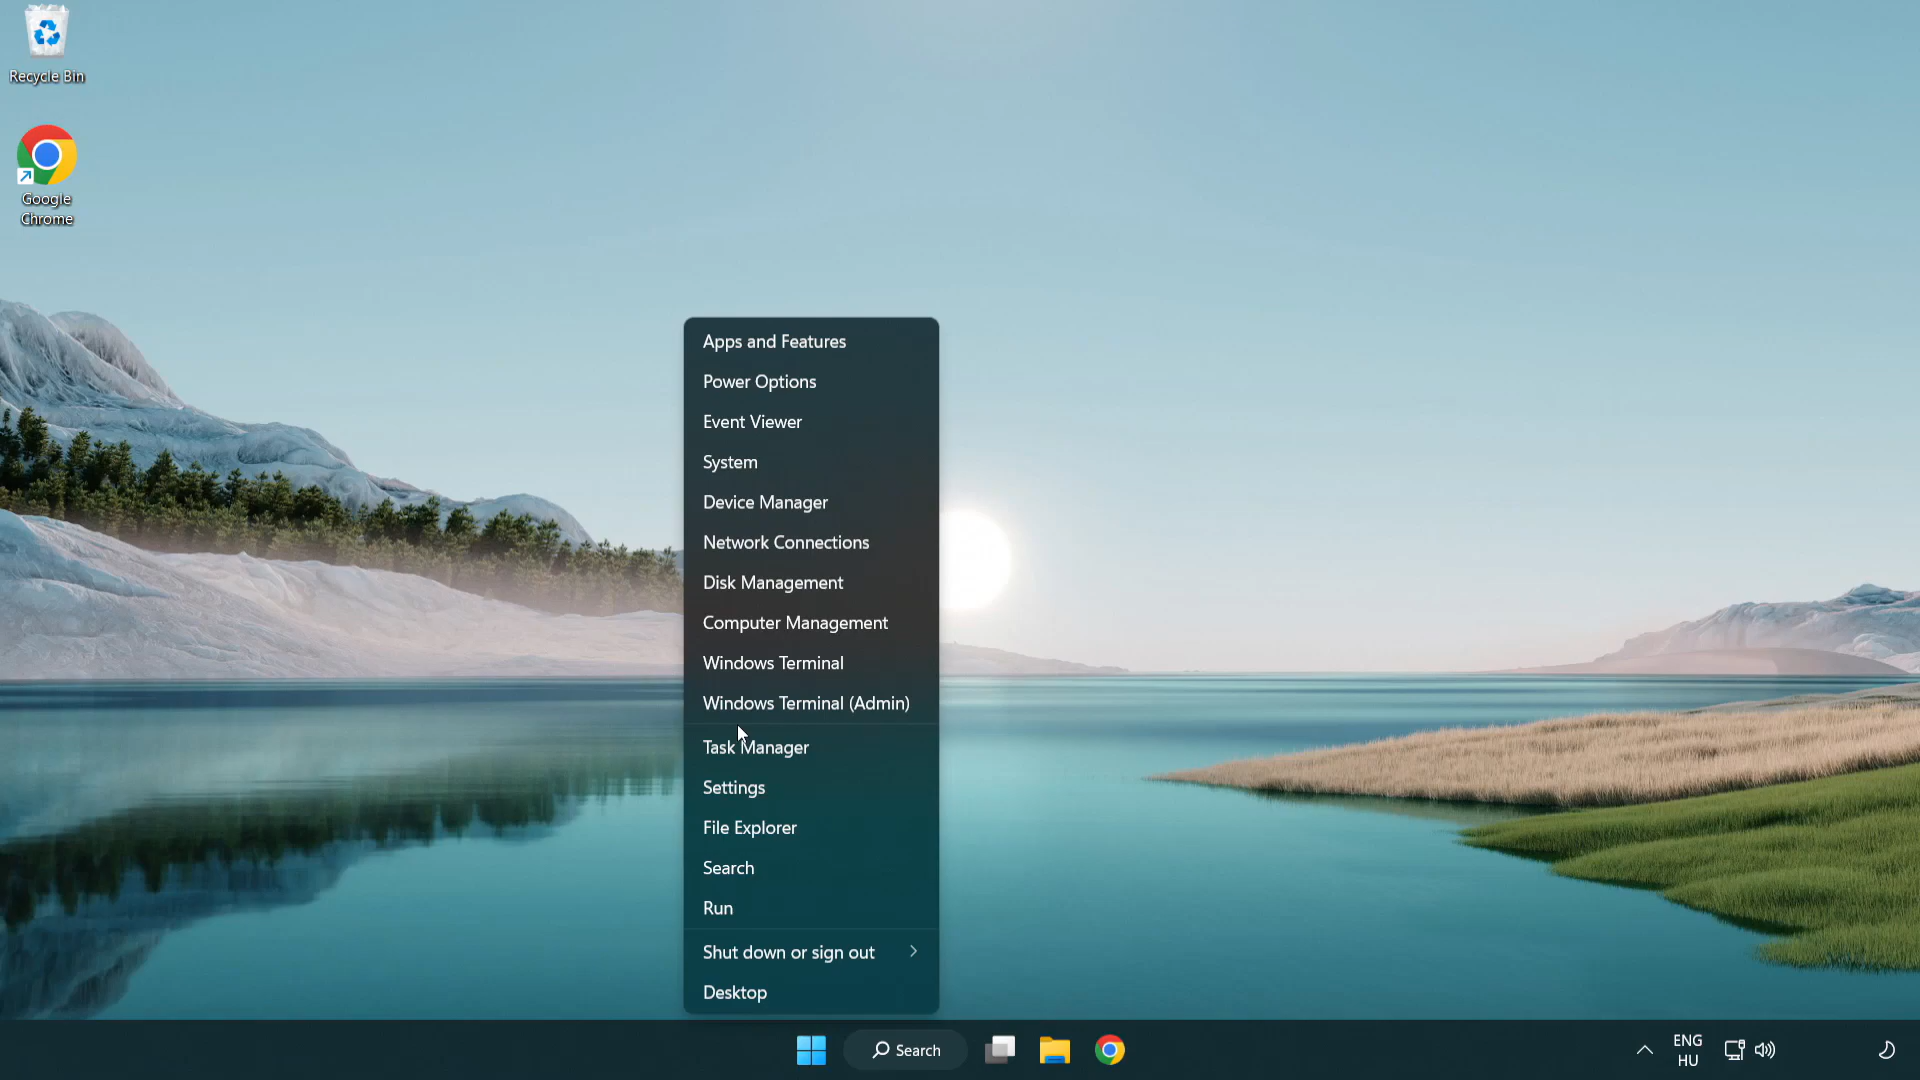 Recycle Bin
Google
Chrome
Apps and Features
Power Options
Event Viewer
System
Device Manager
Network Connections
Disk Management
Computer Management
Windows Terminal
Windows Terminal (Admin)
Task Manager
Settings
File Explorer
Search
Run
Shut down or sign out
Desktop
Search
ENG
HU